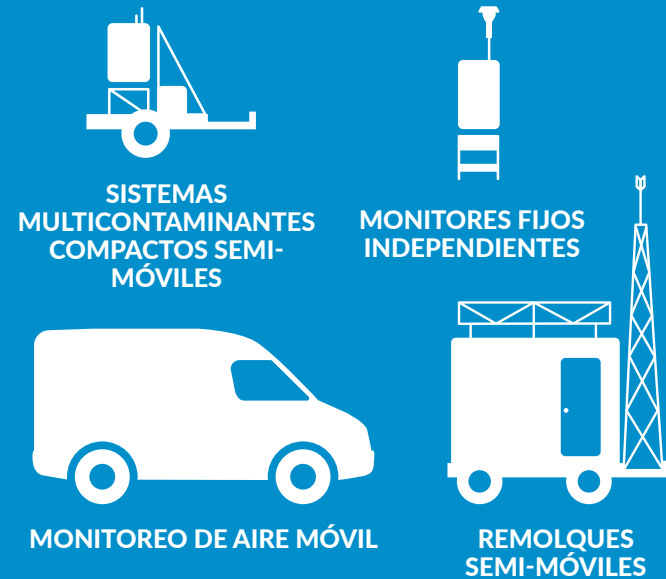 SISTEMAS
MULTICONTAMINANTES
COMPACTOS SEMI-
MÓVILES
MONITORES FIJOS
INDEPENDIENTES
MONITOREO DE AIRE MÓVIL
REMOLQUES
SEMI-MÓVILES